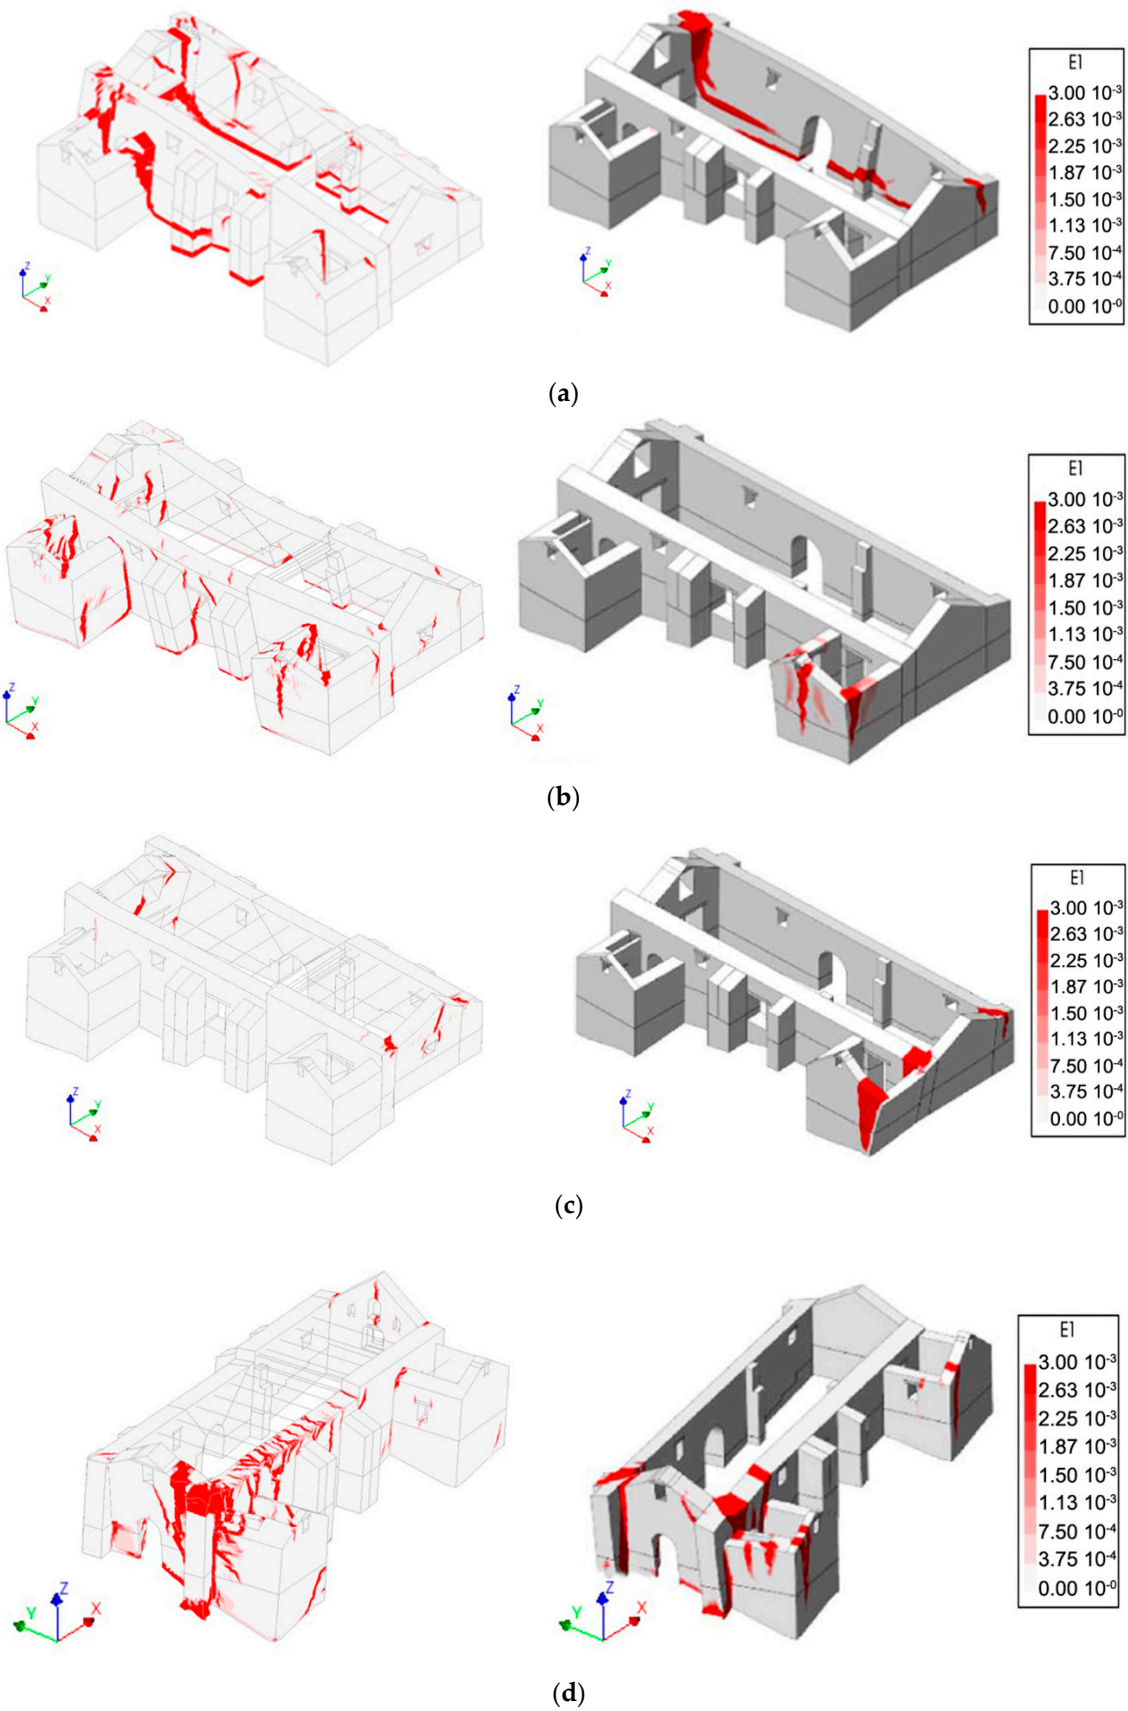 E1
3.00 10-3
2.63 10-3
2.25 10-3
1.87 10-3
1.50 10-3
1.13 10-3
7.50 10-4
3.75 10-4
0.00 10-0
Z
Y
X
Z
Y
X
(a)
E1
3.00 10-3
2.63 10-3
2.25 10-3
1.87 10-3
1.50 10-3
1.13 10-3
7.50 10-4
3.75 10-4
0.00 10-0
Z
Y
X
Z
Y
X
(b)
E1
3.00 10-3
2.63 10-3
2.25 10-3
1.87 10-3
1.50 10-3
1.13 10-3
7.50 10-4
3.75 10-4
0.00 10-0
Z
Y
X
Z
Y
X
(c)
E1
3.00 10-3
2.63 10-3
2.25 10-3
1.87 10-3
1.50 10-3
1.13 10-3
7.50 10-4
3.75 10-4
0.00 10-0
Y
Z
X
Y
Z
X
(d)